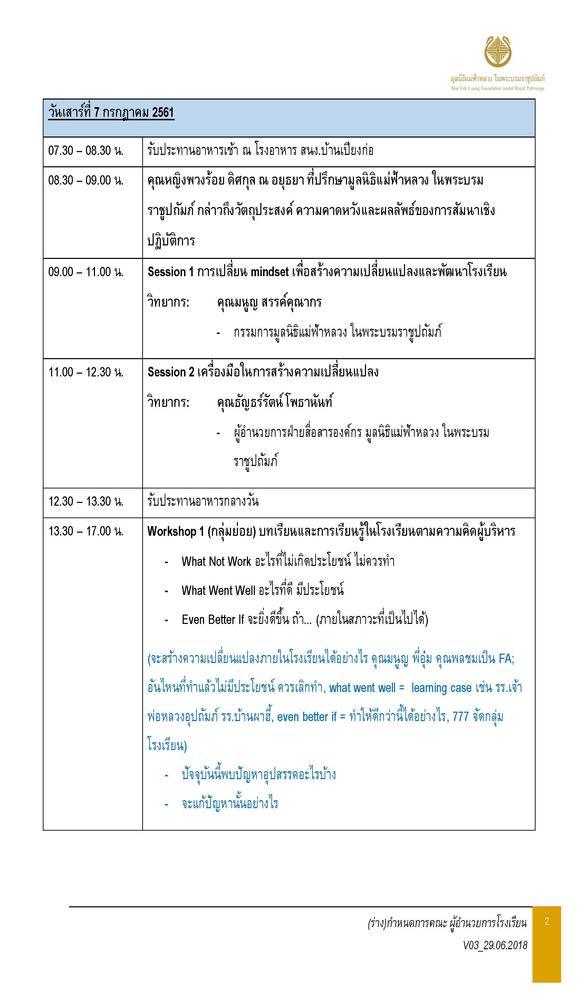 มูลนิธิแม่ฟ้าหลวง ในพระบรมราชูปถัมภ์
Mae Fah Luang Foundation under Royal Patronage
วันเสาร์ที่ 7 กรกฎาคม 2561
07.30 – 08.30 น. รับประทานอาหารเช้า ณ โรงอาหาร สนง.บ้านเปียงก่อ
08.30 – 09.00 น. คุณหญิงพวงร้อย ดิศกุล ณ อยุธยา ที่ปรึกษามูลนิธิแม่ฟ้าหลวง ในพระบรม
ราชูปถัมภ์ กล่าวถึงวัตถุประสงค์ ความคาดหวังและผลลัพธ์ของการสัมนาเชิง
ปฏิบัติการ
09.00 – 11.00 น. Session 1 การเปลี่ยน mindset เพื่อสร้างความเปลี่ยนแปลงและพัฒนาโรงเรียน
วิทยากร: คุณมนูญ สรรค์คุณากร
- กรรมการมูลนิธิแม่ฟ้าหลวง ในพระบรมราชูปถัมภ์
11.00 – 12.30 น. Session 2 เครื่องมือในการสร้างความเปลี่ยนแปลง
วิทยากร: คุณธัญธร์รัตน์ โพธานันท์
- ผู้อำนวยการฝ่ายสื่อสารองค์กร มูลนิธิแม่ฟ้าหลวง ในพระบรม
ราชูปถัมภ์
12.30 – 13.30 น. รับประทานอาหารกลางวัน
13.30 – 17.00 น. Workshop 1 (กลุ่มย่อย) บทเรียนและการเรียนรู้ในโรงเรียนตามความคิดผู้บริหาร
- What Not Work อะไรที่ไม่เกิดประโยชน์ ไม่ควรทำ
- What Went Well อะไรที่ดี มีประโยชน์
- Even Better If จะยิ่งดีขึ้น ถ้า... (ภายในสภาวะที่เป็นไปได้)
(จะสร้างความเปลี่ยนแปลงภายในโรงเรียนได้อย่างไร คุณมนูญ พี่อุ๋ม คุณพลชมเป็น FA;
อันไหนที่ทำแล้วไม่มีประโยชน์ ควรเลิกทำ, what went well = learning case เช่น รร.เจ้า
พ่อหลวงอุปถัมภ์ รร.บ้านผาฮี้, even better if = ทำให้ดีกว่านี้ได้อย่างไร, 777 จัดกลุ่ม
โรงเรียน)
- ปัจจุบันนี้พบปัญหาอุปสรรคอะไรบ้าง
- จะแก้ปัญหานั้นอย่างไร
(ร่าง)กำหนดการคณะ ผู้อำนวยการโรงเรียน 2
V03_29.06.2018